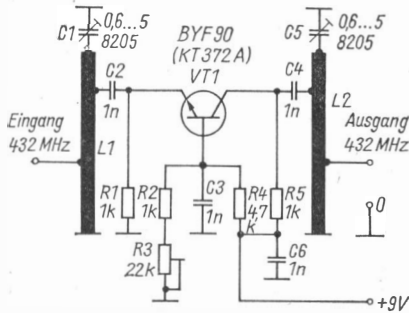 C1
0,6...5
8205
BYF90
(KT372A)
VT1
C5
0,6...5
8205
C2
1n
C4
1n
Eingang
432 MHz
L1
L2
Ausgang
432 MHz
R1
1k
R2
1k
C3
1n
R4
4,7
k
R5
1k
R3
22k
C6
1n
0
+9V